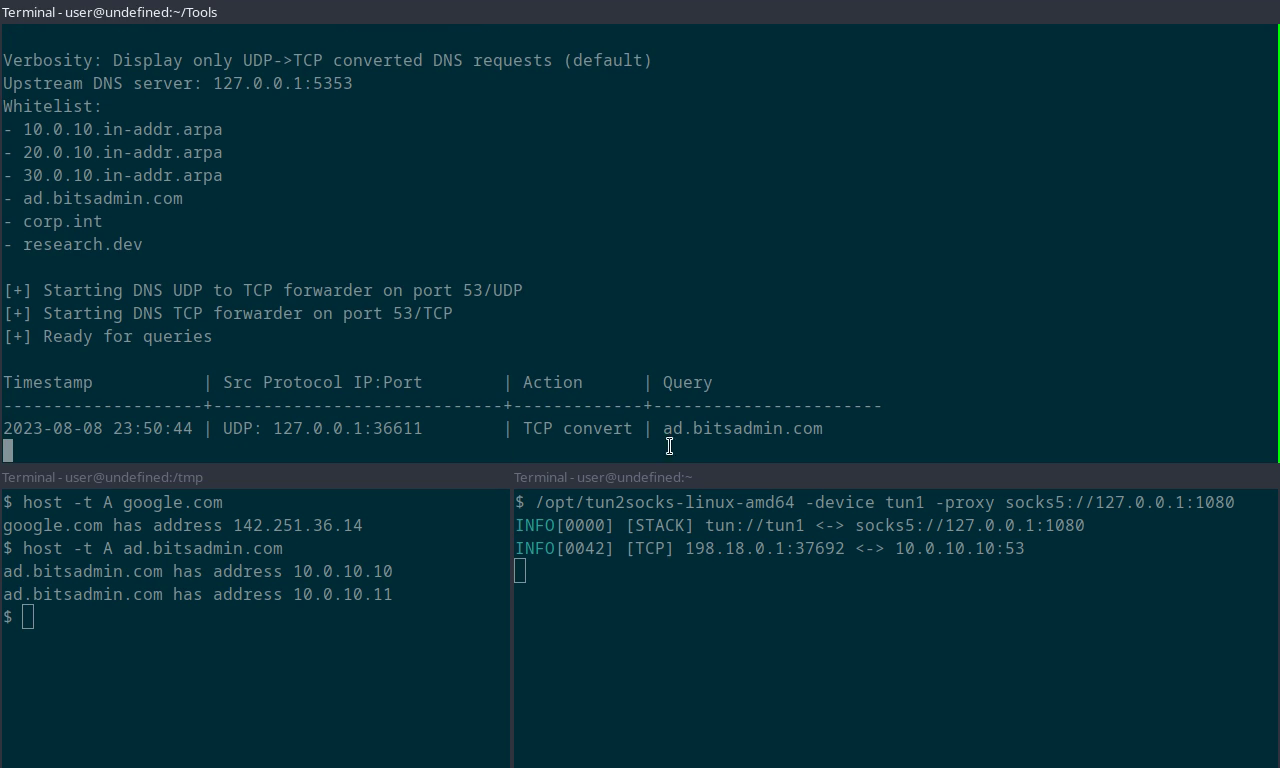 Terminal - user@undefined:~/Tools
Verbosity: Display only UDP->TCP converted DNS requests (default)
Upstream DNS server: 127.0.0.1:5353
Whitelist:
- 10.0.10.in-addr.arpa
- 20.0.10.in-addr.arpa
- 30.0.10.in-addr.arpa
- ad.bitsadmin.com
- corp.int
- research.dev
[+] Starting DNS UDP to TCP forwarder on port 53/UDP
[+] Starting DNS TCP forwarder on port 53/TCP
[+] Ready for queries
Timestamp           | Src Protocol IP:Port        | Action      | Query
--------------------+-----------------------------+-------------+-----------------------
2023-08-08 23:50:44 | UDP: 127.0.0.1:36611        | TCP convert | ad.bitsadmin.com
Terminal - user@undefined:/tmp
$ host -t A google.com
google.com has address 142.251.36.14
$ host -t A ad.bitsadmin.com
ad.bitsadmin.com has address 10.0.10.10
ad.bitsadmin.com has address 10.0.10.11
$
Terminal - user@undefined:~
$ /opt/tun2socks-linux-amd64 -device tun1 -proxy socks5://127.0.0.1:1080
INFO[0000] [STACK] tun://tun1 <-> socks5://127.0.0.1:1080
INFO[0042] [TCP] 198.18.0.1:37692 <-> 10.0.10.10:53